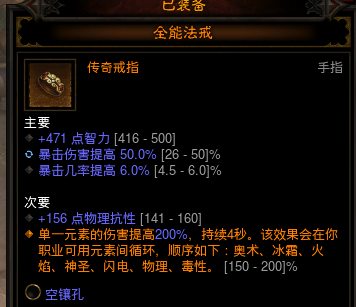 已装备
全能法戒
传奇戒指 手指
主要
+471 点智力 [416 - 500]
暴击伤害提高 50.0% [26 - 50]%
暴击几率提高 6.0% [4.5 - 6.0]%
次要
+156 点物理抗性 [141 - 160]
单一元素的伤害提高200%，持续4秒。该效果会在你
职业可用元素间循环，顺序如下：奥术、冰霜、火
焰、神圣、闪电、物理、毒性。 [150 - 200]%
空镶孔